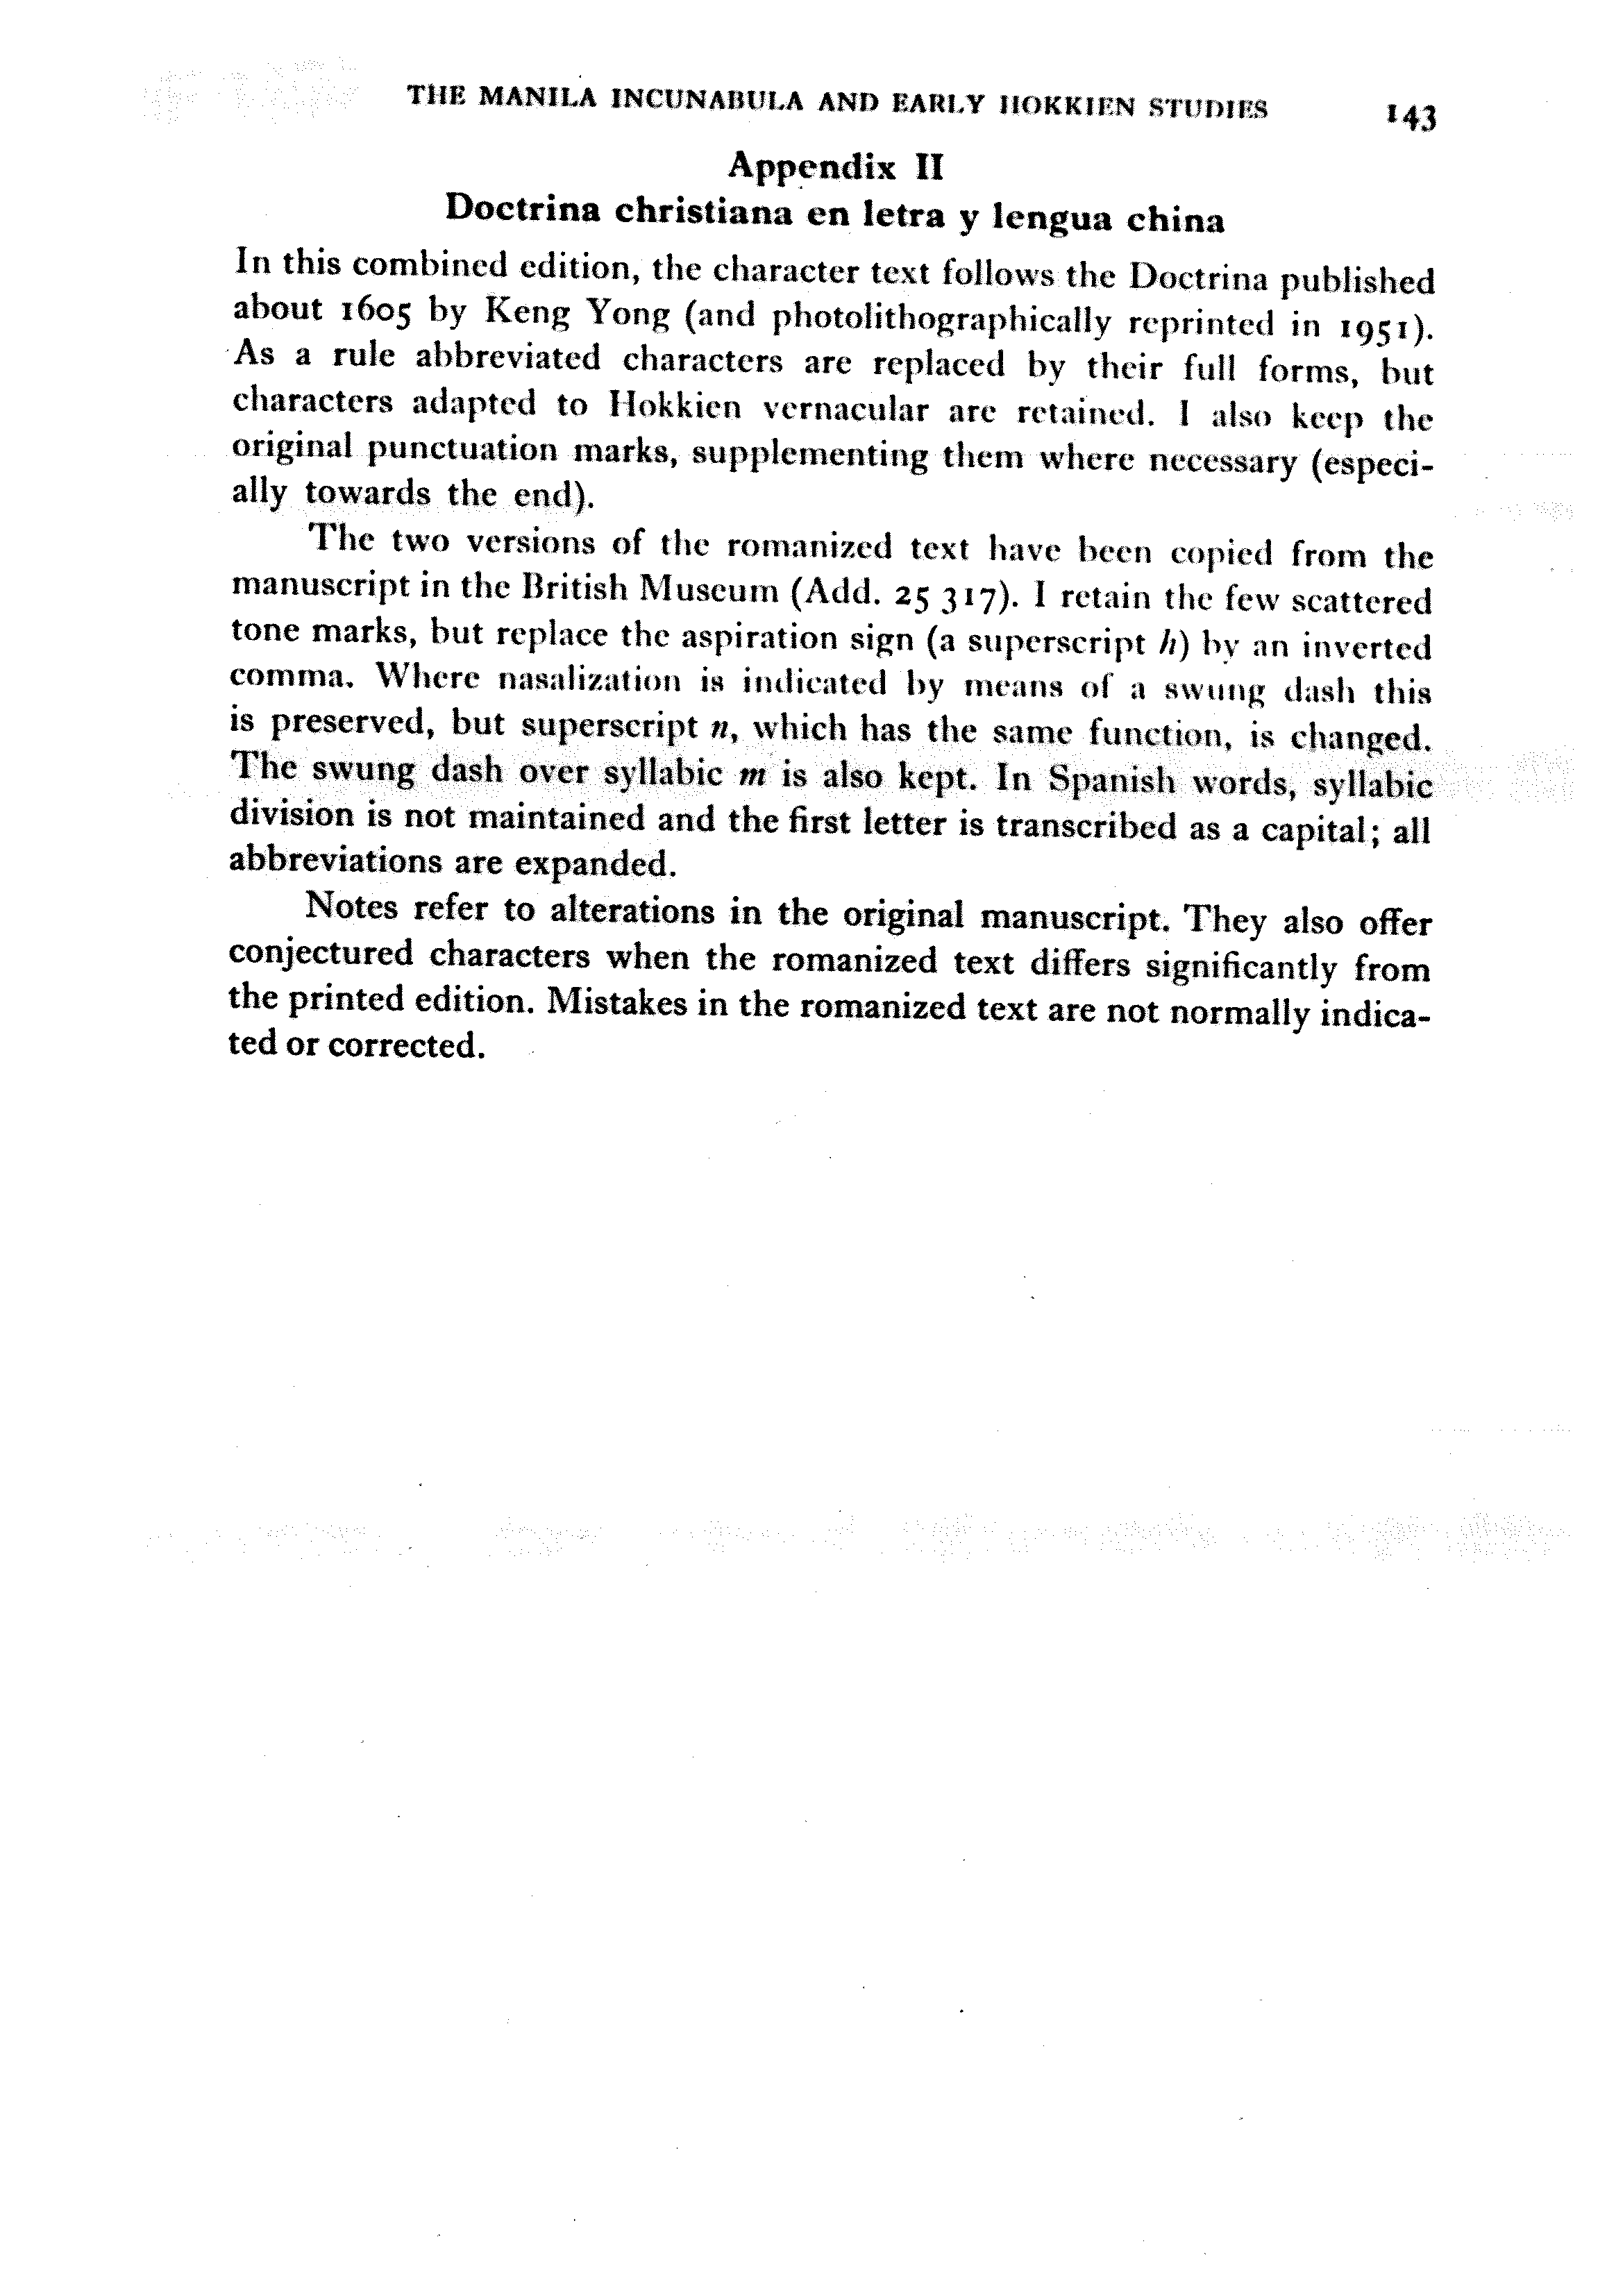 THE MANILA INCUNABULA AND EARLY HOKKIEN STUDIES 143
Appendix II
Doctrina christiana en letra y lengua china
In this combined edition, the character text follows the Doctrina published
about 1605 by Keng Yong (and photolithographically reprinted in 1951).
As a rule abbreviated characters are replaced by their full forms, but
characters adapted to Hokkien vernacular are retained. I also keep the
original punctuation marks, supplementing them where necessary (especi-
ally towards the end).
The two versions of the romanized text have been copied from the
manuscript in the British Museum (Add. 25 317). I retain the few scattered
tone marks, but replace the aspiration sign (a superscript h) by an inverted
comma. Where nasalization is indicated by means of a swung dash this
is preserved, but superscript n, which has the same function, is changed.
The swung dash over syllabic m is also kept. In Spanish words, syllabic
division is not maintained and the first letter is transcribed as a capital; all
abbreviations are expanded.
Notes refer to alterations in the original manuscript. They also offer
conjectured characters when the romanized text differs significantly from
the printed edition. Mistakes in the romanized text are not normally indica-
ted or corrected.